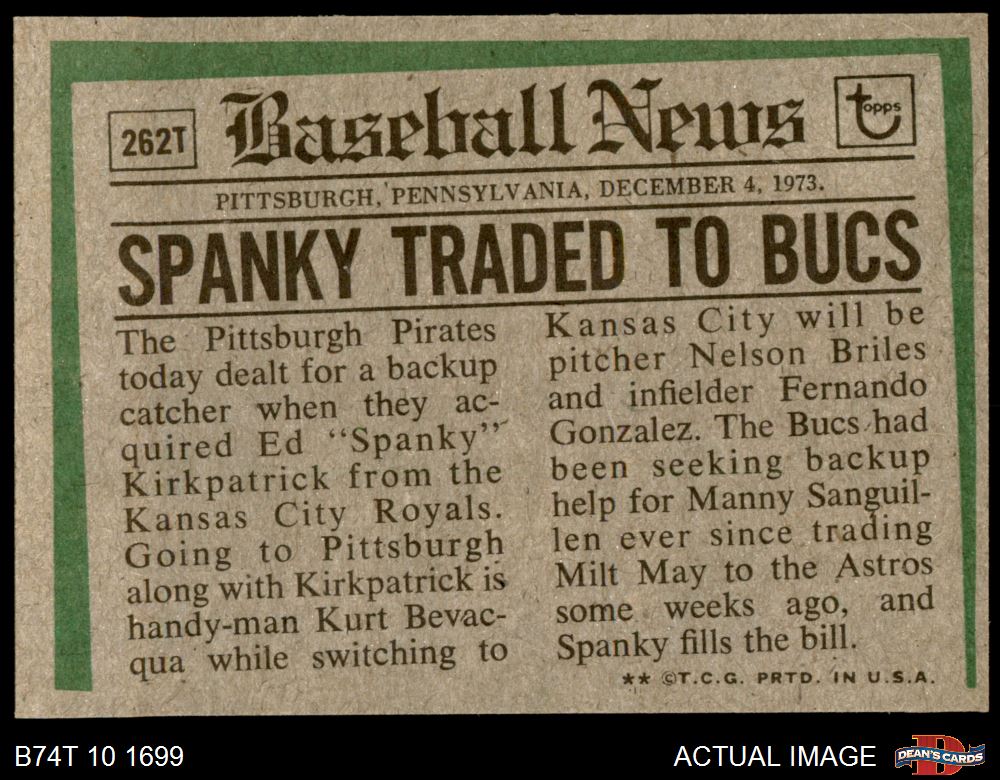 262T
Baseball News
topps
PITTSBURGH, PENNSYLVANIA, DECEMBER 4, 1973.
SPANKY TRADED TO BUCS
The Pittsburgh Pirates
today dealt for a backup
catcher when they ac-
quired Ed "Spanky"
Kirkpatrick from the
Kansas City Royals.
Going to Pittsburgh
along with Kirkpatrick is
handy-man Kurt Bevac-
qua while switching to
Kansas City will be
pitcher Nelson Briles
and infielder Fernando
Gonzalez. The Bucs had
been seeking backup
help for Manny Sanguil-
len ever since trading
Milt May to the Astros
some weeks ago, and
Spanky fills the bill.
** ©T.C.G. PRTD. IN U.S.A.
B74T 10 1699
ACTUAL IMAGE
D
DEAN'S CARDS